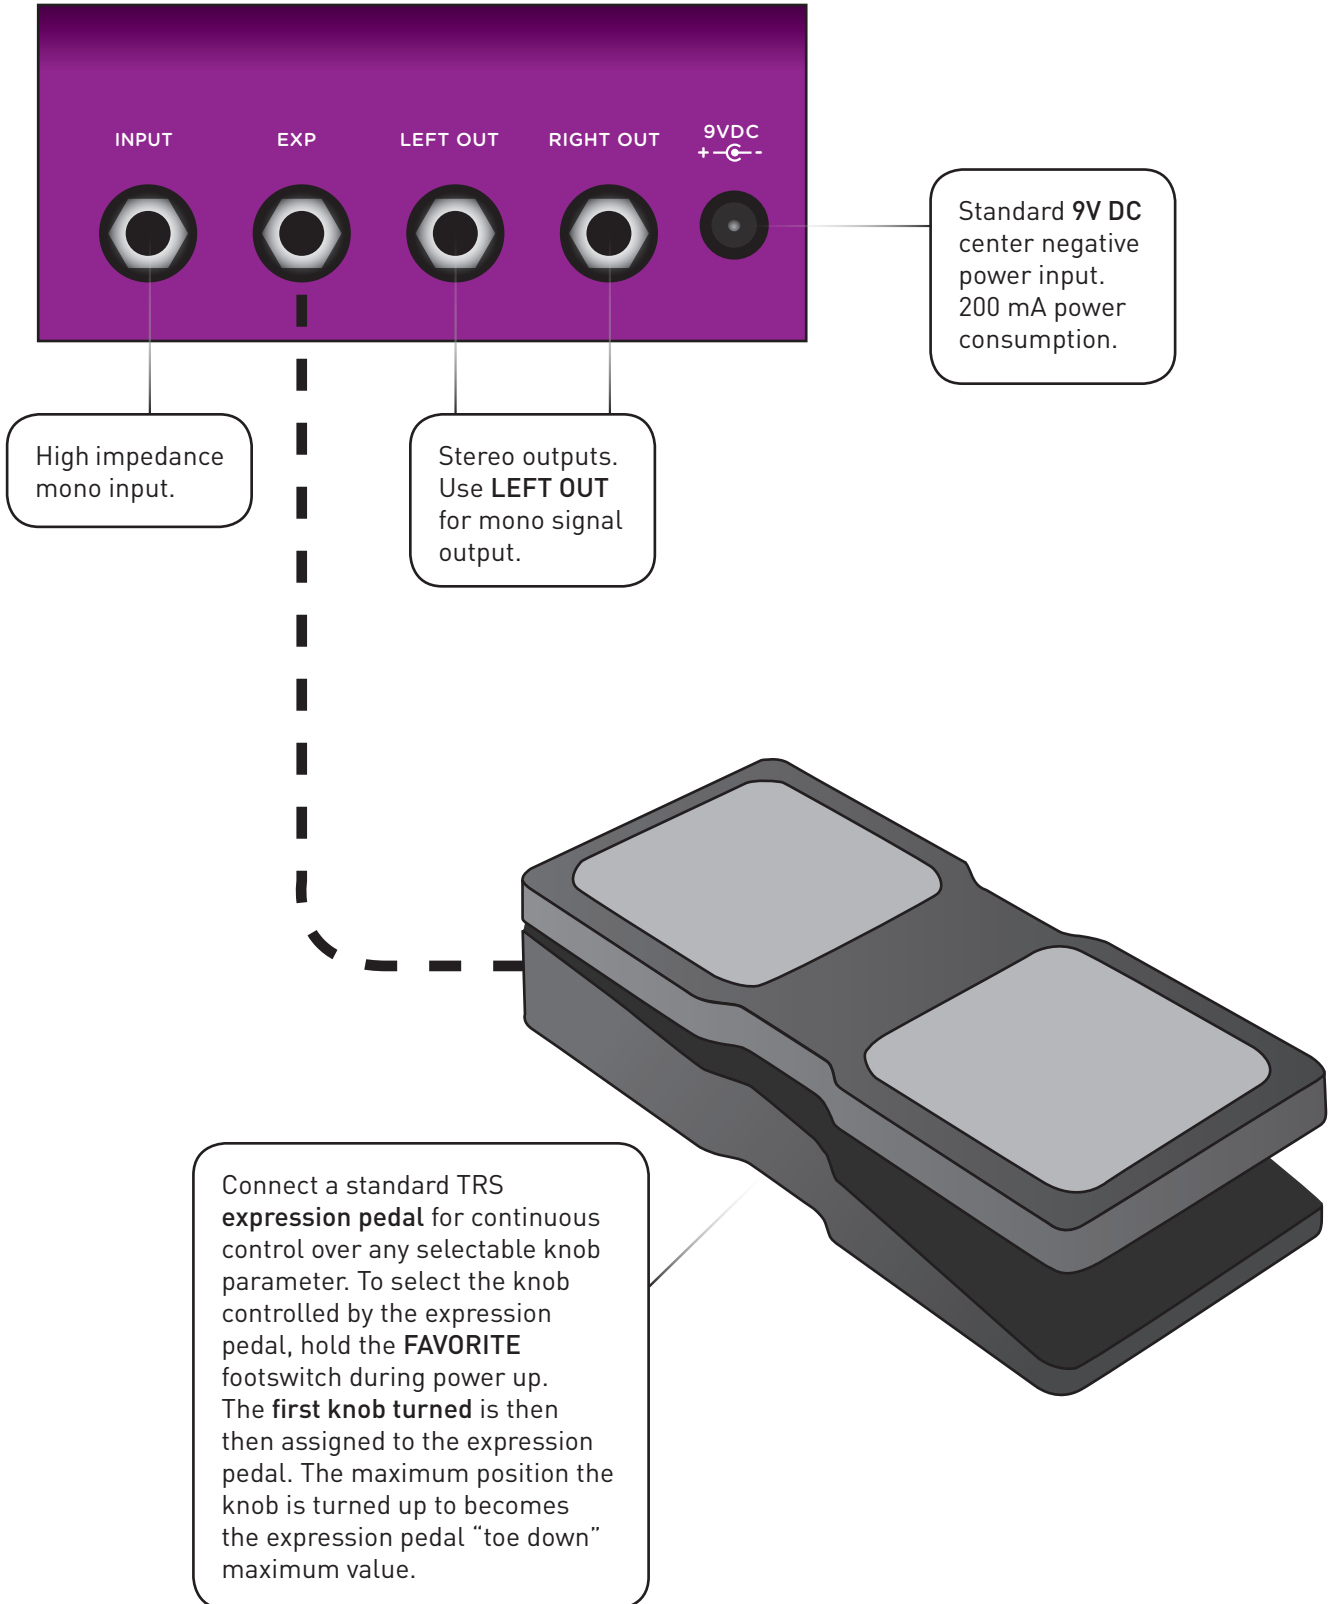 INPUT
EXP
LEFT OUT
RIGHT OUT
9VDC
+ -
Standard 9V DC
center negative
power input.
200 mA power
consumption.
High impedance
mono input.
Stereo outputs.
Use LEFT OUT
for mono signal
output.
Connect a standard TRS
expression pedal for continuous
control over any selectable knob
parameter. To select the knob
controlled by the expression
pedal, hold the FAVORITE
footswitch during power up.
The first knob turned is then
then assigned to the expression
pedal. The maximum position the
knob is turned up to becomes
the expression pedal “toe down”
maximum value.